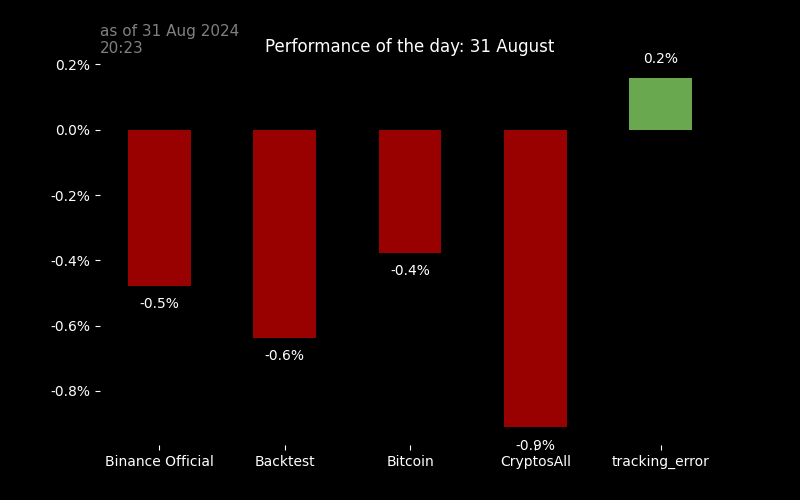 as of 31 Aug 2024
20:23
Performance of the day: 31 August
0.2%
0.0%
-0.2%
-0.4%
-0.6%
-0.8%
0.2%
-0.5%
-0.6%
-0.4%
-0.9%
Binance Official
Backtest
Bitcoin
CryptosAll
tracking_error